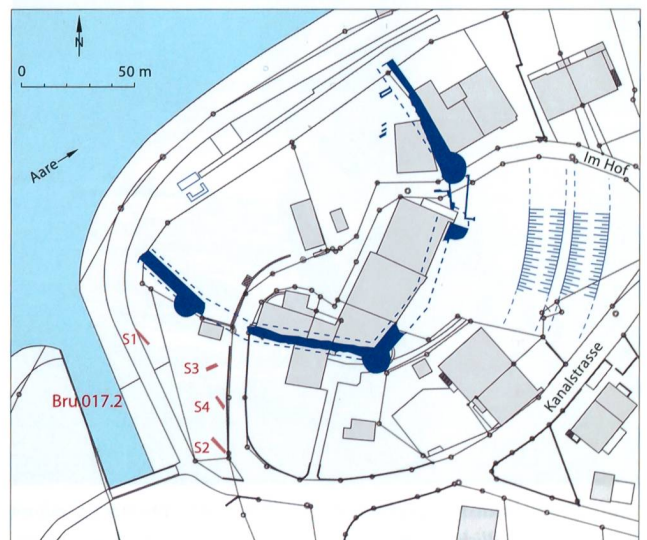 N
0 50 m
Aare
Im Hof
S1
S3
Bru.017.2
S4
S2
Kanalstrasse